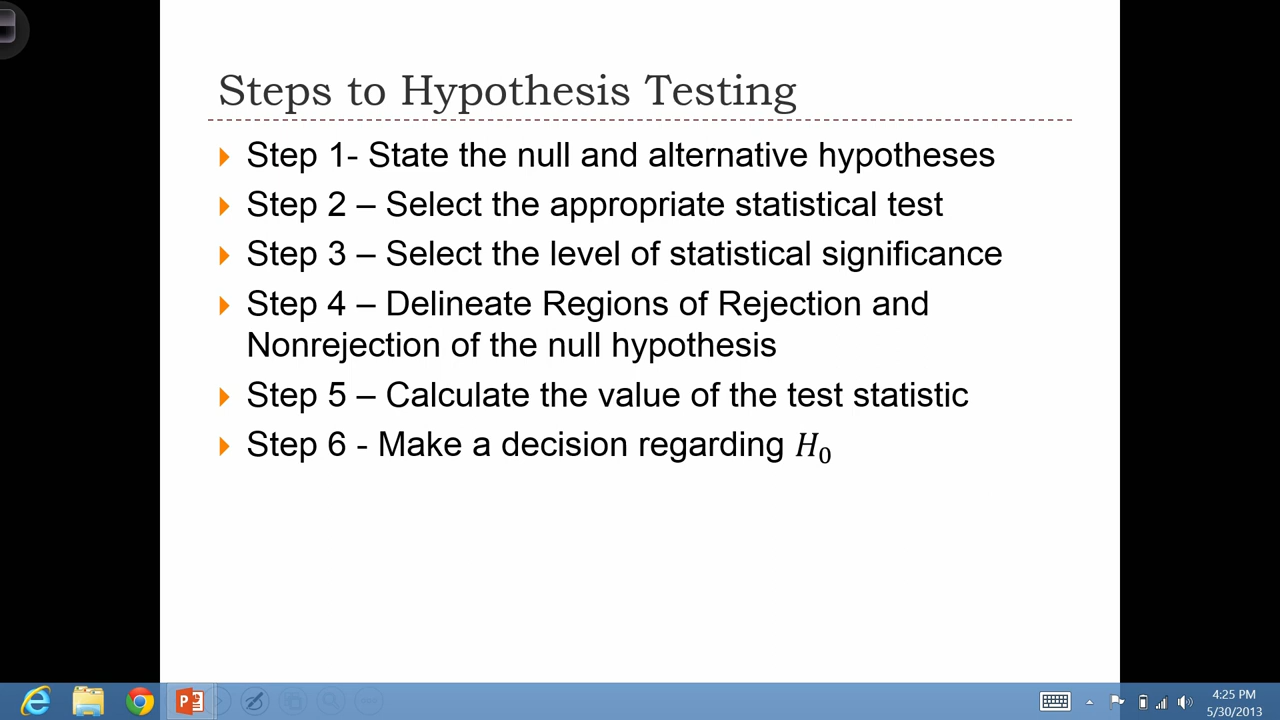 Steps to Hypothesis Testing
Step 1- State the null and alternative hypotheses
Step 2 – Select the appropriate statistical test
Step 3 – Select the level of statistical significance
Step 4 – Delineate Regions of Rejection and
Nonrejection of the null hypothesis
Step 5 – Calculate the value of the test statistic
Step 6 - Make a decision regarding H₀
4:25 PM
5/30/2013